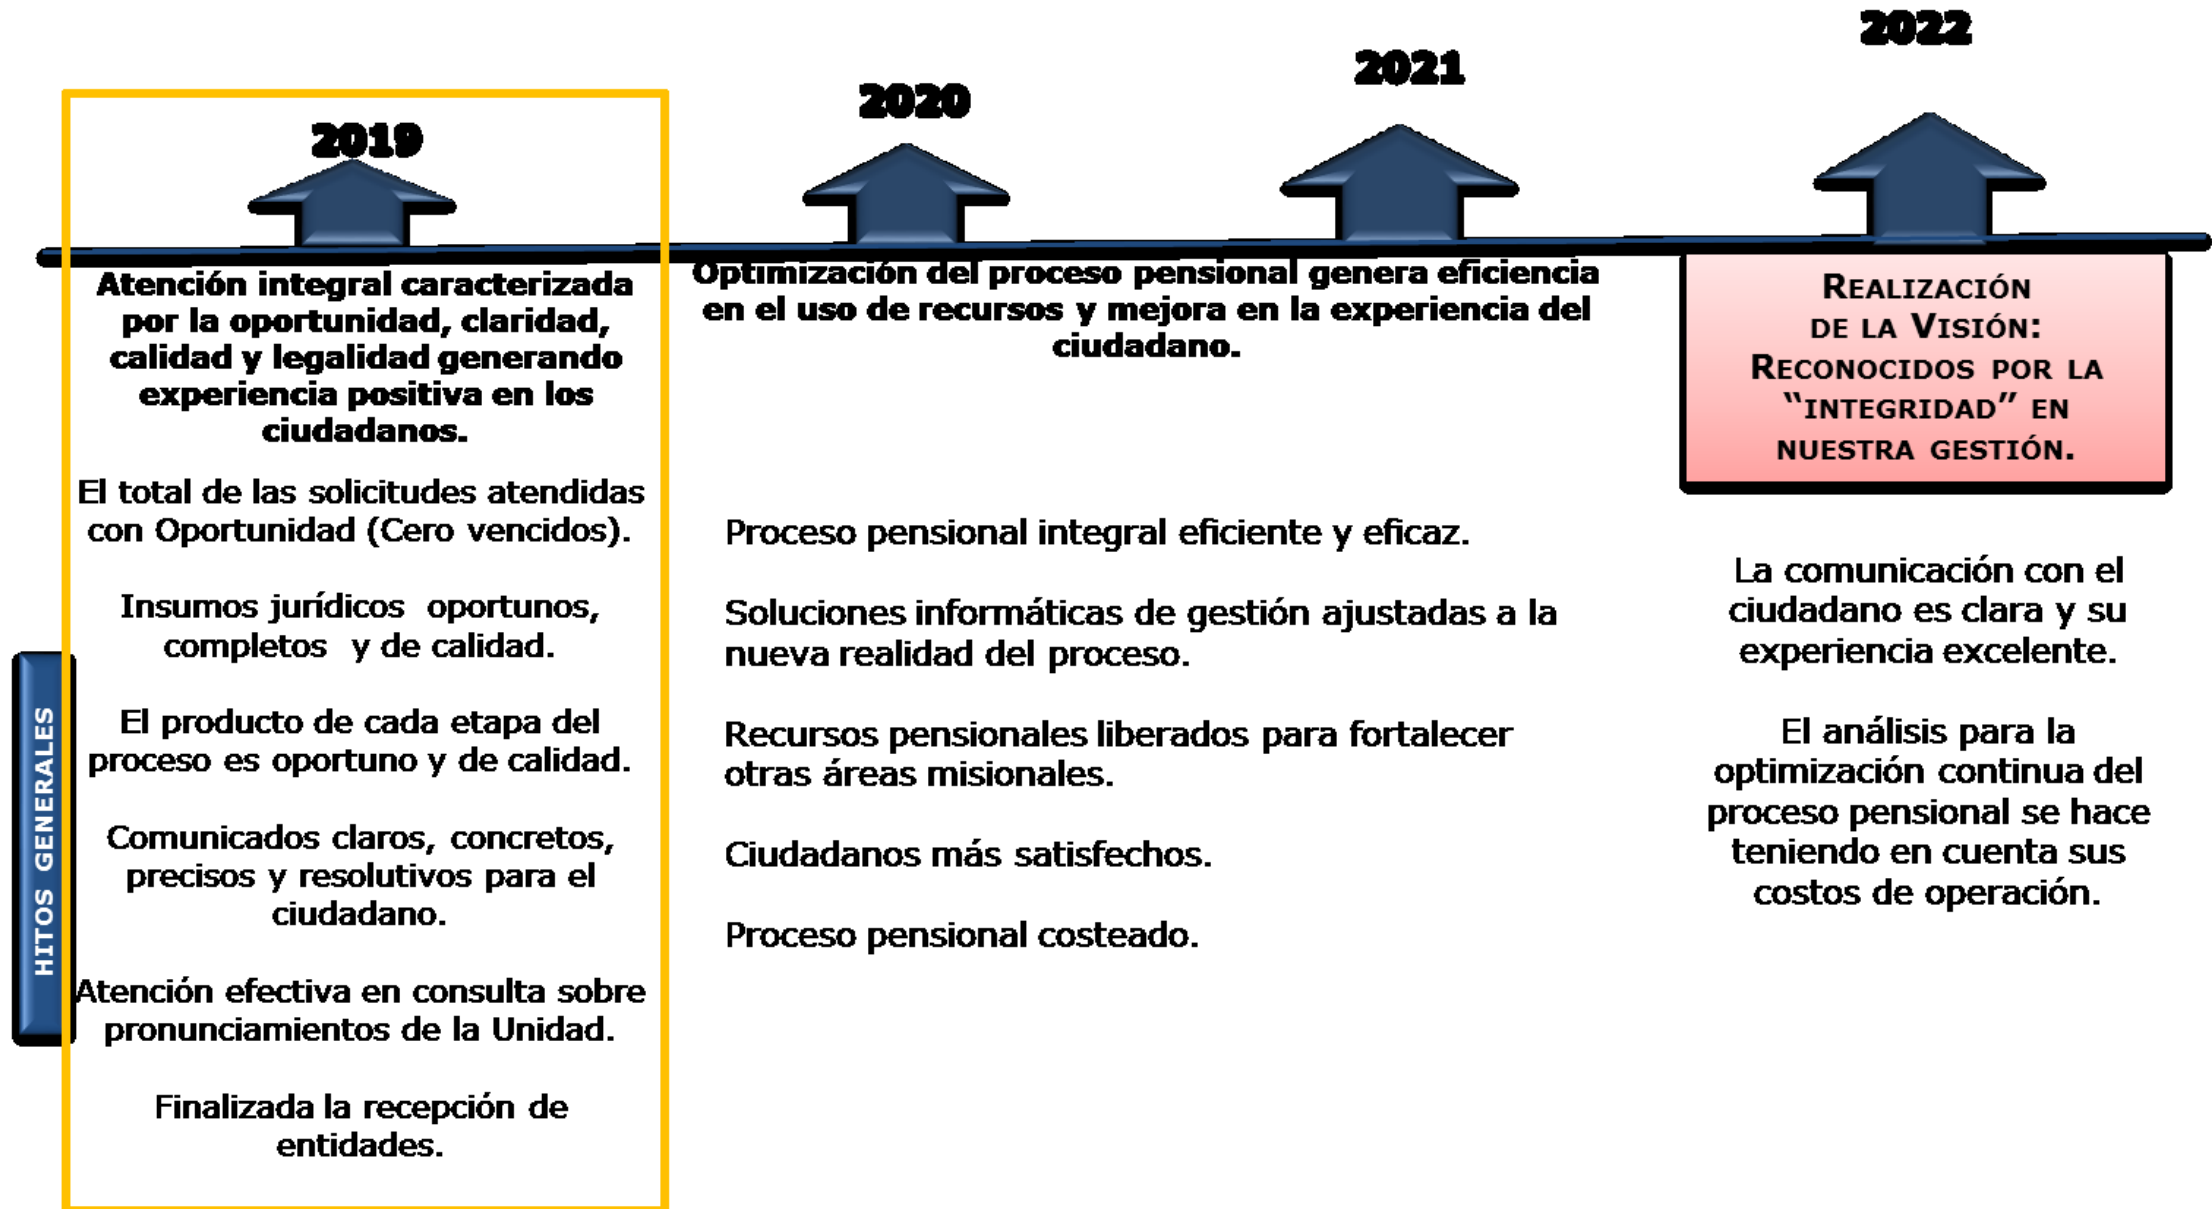 2019
2020
2021
2022
Atención integral caracterizada
por la oportunidad, claridad,
calidad y legalidad generando
experiencia positiva en los
ciudadanos.
El total de las solicitudes atendidas
con Oportunidad (Cero vencidos).
Insumos jurídicos oportunos,
completos y de calidad.
El producto de cada etapa del
proceso es oportuno y de calidad.
Comunicados claros, concretos,
precisos y resolutivos para el
ciudadano.
Atención efectiva en consulta sobre
pronunciamientos de la Unidad.
Finalizada la recepción de
entidades.
Optimización del proceso pensional genera eficiencia
en el uso de recursos y mejora en la experiencia del
ciudadano.
Proceso pensional integral eficiente y eficaz.
Soluciones informáticas de gestión ajustadas a la
nueva realidad del proceso.
Recursos pensionales liberados para fortalecer
otras áreas misionales.
Ciudadanos más satisfechos.
Proceso pensional costeado.
REALIZACIÓN
DE LA VISIÓN:
RECONOCIDOS POR LA
“INTEGRIDAD” EN
NUESTRA GESTIÓN.
La comunicación con el
ciudadano es clara y su
experiencia excelente.
El análisis para la
optimización continua del
proceso pensional se hace
teniendo en cuenta sus
costos de operación.
HITOS GENERALES